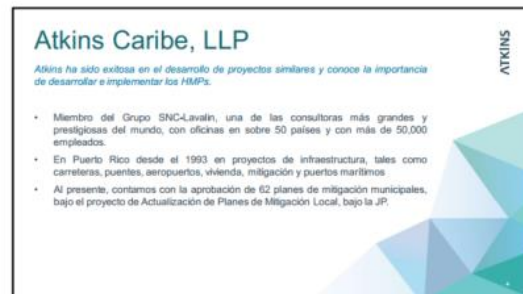 Atkins Caribe, LLP
ATKINS
Atkins ha sido exitosa en el desarrollo de proyectos similares y conoce la importancia
de desarrollar e implementar los HMPs.
• Miembro del Grupo SNC-Lavalin, una de las consultoras más grandes y
prestigiosas del mundo, con oficinas en sobre 50 países y con más de 50,000
empleados.
• En Puerto Rico desde el 1993 en proyectos de infraestructura, tales como
carreteras, puentes, aeropuertos, vivienda, mitigación y puertos marítimos
• Al presente, contamos con la aprobación de 62 planes de mitigación municipales,
bajo el proyecto de Actualización de Planes de Mitigación Local, bajo la JP.